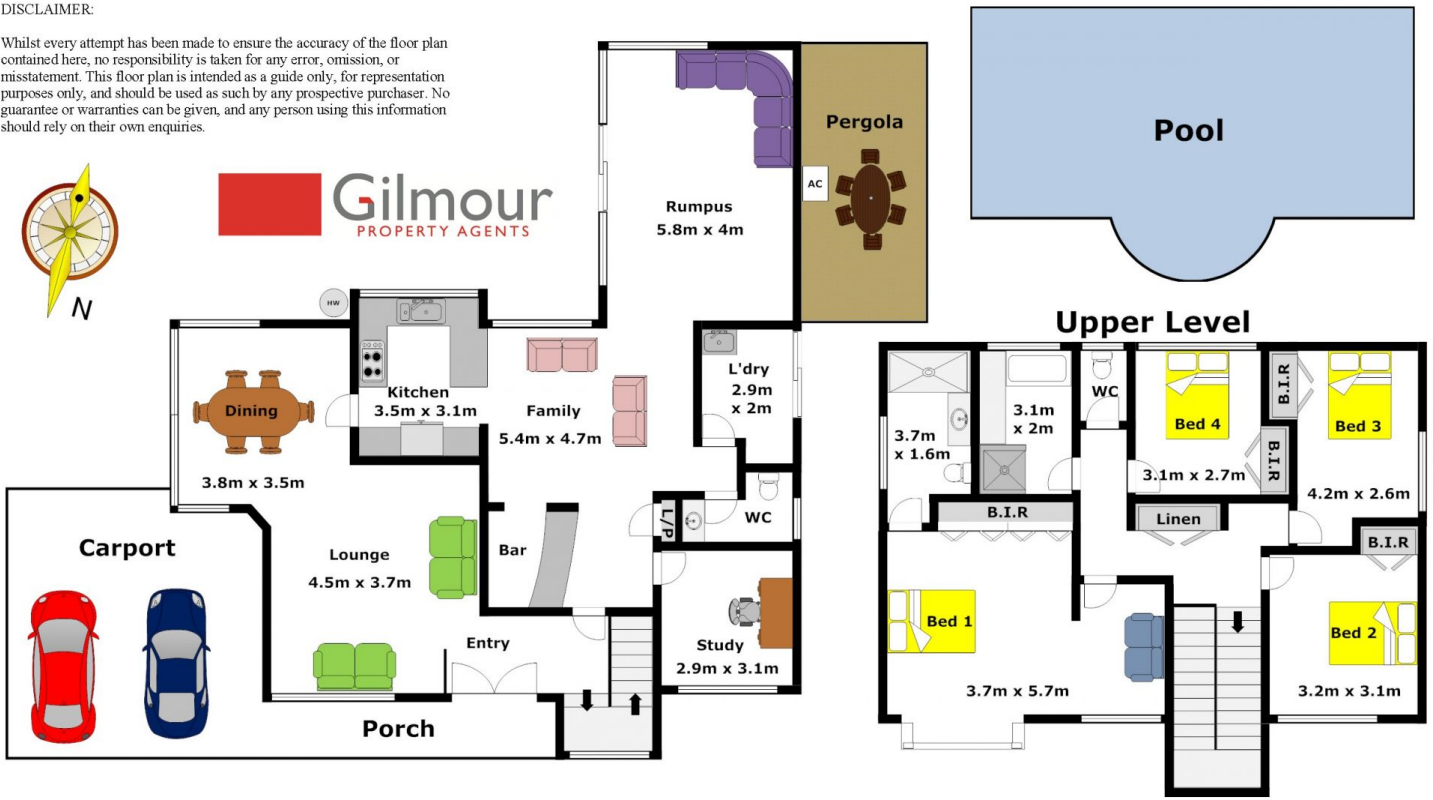 DISCLAIMER:
Whilst every attempt has been made to ensure the accuracy of the floor plan
contained here, no responsibility is taken for any error, omission, or
misstatement. This floor plan is intended as a guide only, for representation
purposes only, and should be used as such by any prospective purchaser. No
guarantee or warranties can be given, and any person using this information
should rely on their own enquiries.
N
Gilmour
PROPERTY AGENTS
HW
Rumpus
5.8m x 4m
Pergola
AC
Pool
Dining
3.8m x 3.5m
Kitchen
3.5m x 3.1m
Family
5.4m x 4.7m
L'dry
2.9m
x 2m
WC
L/P
Bar
Carport
Lounge
4.5m x 3.7m
Entry
Study
2.9m x 3.1m
Porch
Upper Level
3.7m
x 1.6m
3.1m
x 2m
WC
Bed 4
3.1m x 2.7m
B.I.R
B.I.R
Bed 3
4.2m x 2.6m
B.I.R
Linen
B.I.R
Bed 1
3.7m x 5.7m
Bed 2
3.2m x 3.1m